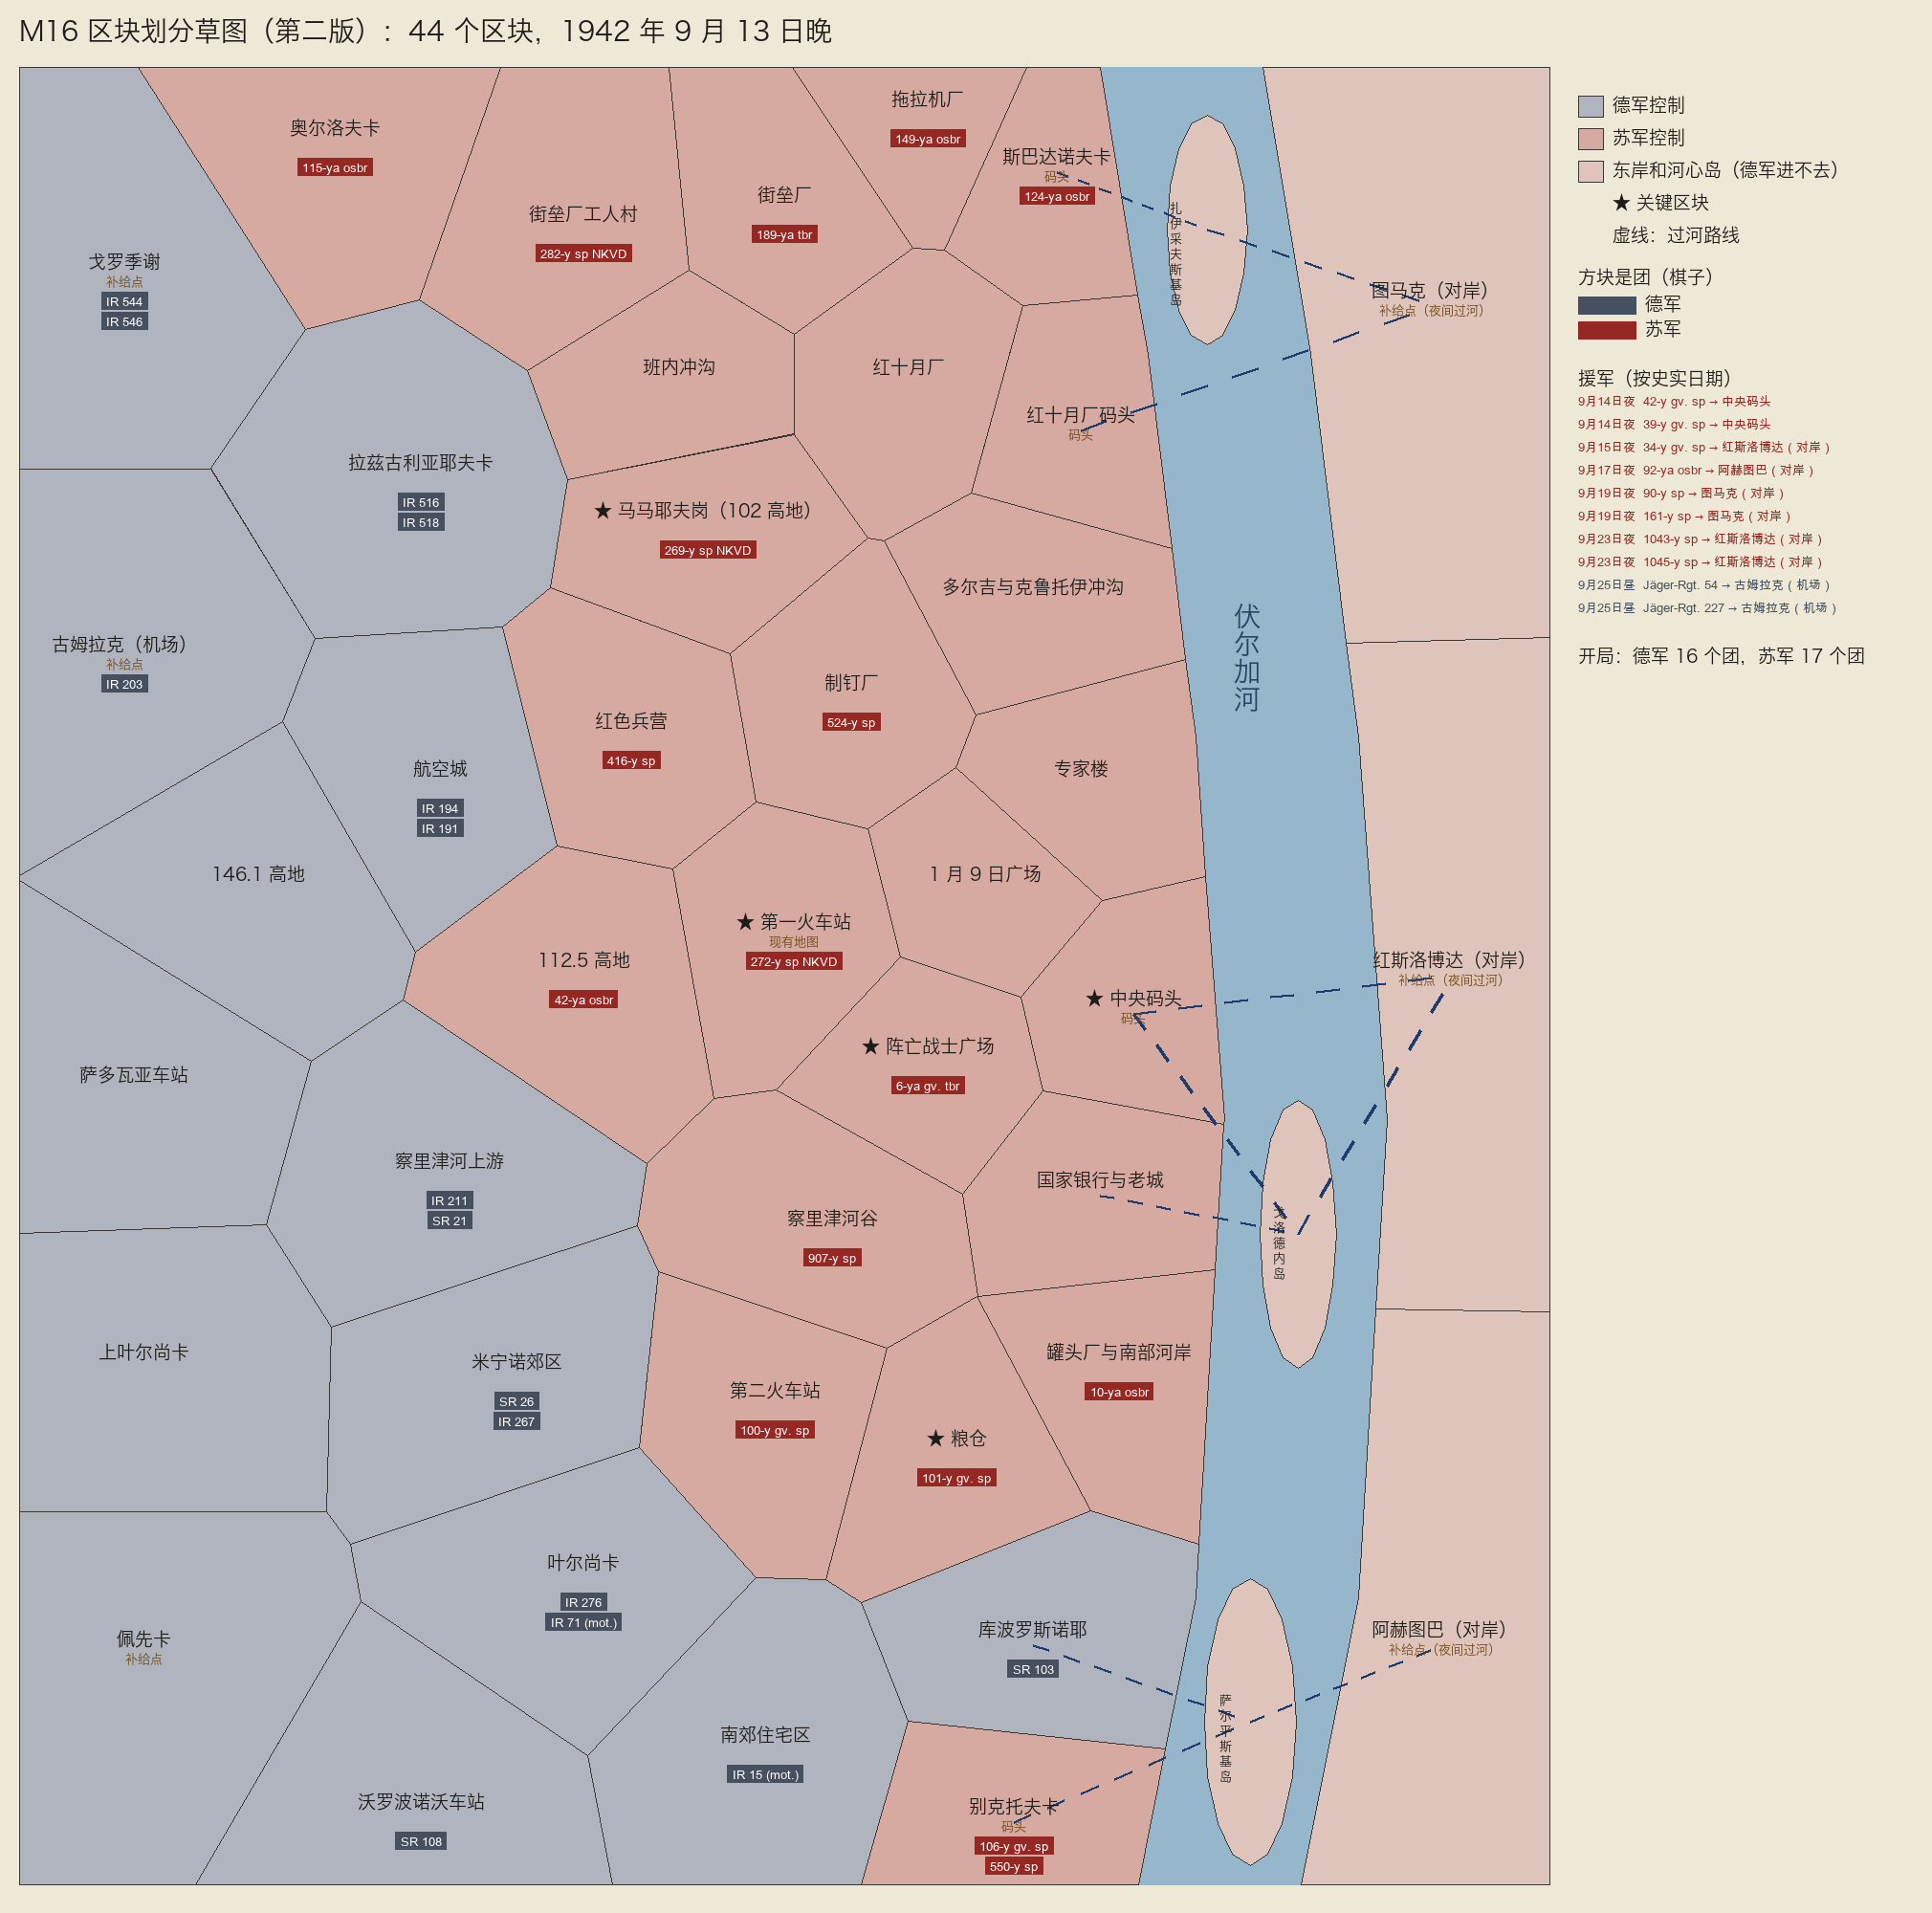 M16 区块划分草图（第二版）：44 个区块，1942 年 9 月 13 日晚
奥尔洛夫卡
115-ya osbr
拖拉机厂
149-ya osbr
斯巴达诺夫卡
码头
124-ya osbr
街垒厂
189-ya tbr
街垒厂工人村
282-y sp NKVD
戈罗季谢
补给点
IR 544
IR 546
扎伊采夫斯基岛
图马克（对岸）
补给点（夜间过河）
班内冲沟
红十月厂
红十月厂码头
码头
拉兹古利亚耶夫卡
IR 516
IR 518
★ 马马耶夫岗（102 高地）
269-y sp NKVD
多尔吉与克鲁托伊冲沟
伏尔加河
古姆拉克（机场）
补给点
IR 203
制钉厂
524-y sp
红色兵营
416-y sp
航空城
IR 194
IR 191
专家楼
146.1 高地
1 月 9 日广场
★ 第一火车站
现有地图
272-y sp NKVD
112.5 高地
42-ya osbr
★ 中央码头
码头
红斯洛博达（对岸）
补给点（夜间过河）
★ 阵亡战士广场
6-ya gv. tbr
萨多瓦亚车站
察里津河上游
IR 211
SR 21
国家银行与老城
察里津河谷
907-y sp
戈洛德内岛
上叶尔尚卡
米宁诺郊区
SR 26
IR 267
第二火车站
100-y gv. sp
罐头厂与南部河岸
10-ya osbr
★ 粮仓
101-y gv. sp
叶尔尚卡
IR 276
IR 71 (mot.)
佩先卡
补给点
库波罗斯诺耶
SR 103
阿赫图巴（对岸）
补给点（夜间过河）
萨尔平斯基岛
南郊住宅区
IR 15 (mot.)
沃罗波诺沃车站
SR 108
别克托夫卡
码头
106-y gv. sp
550-y sp
德军控制
苏军控制
东岸和河心岛（德军进不去）
★ 关键区块
虚线：过河路线
方块是团（棋子）
德军
苏军
援军（按史实日期）
9月14日夜 42-y gv. sp → 中央码头
9月14日夜 39-y gv. sp → 中央码头
9月15日夜 34-y gv. sp → 红斯洛博达（对岸）
9月17日夜 92-ya osbr → 阿赫图巴（对岸）
9月19日夜 90-y sp → 图马克（对岸）
9月19日夜 161-y sp → 图马克（对岸）
9月23日夜 1043-y sp → 红斯洛博达（对岸）
9月23日夜 1045-y sp → 红斯洛博达（对岸）
9月25日昼 Jäger-Rgt. 54 → 古姆拉克（机场）
9月25日昼 Jäger-Rgt. 227 → 古姆拉克（机场）
开局：德军 16 个团，苏军 17 个团